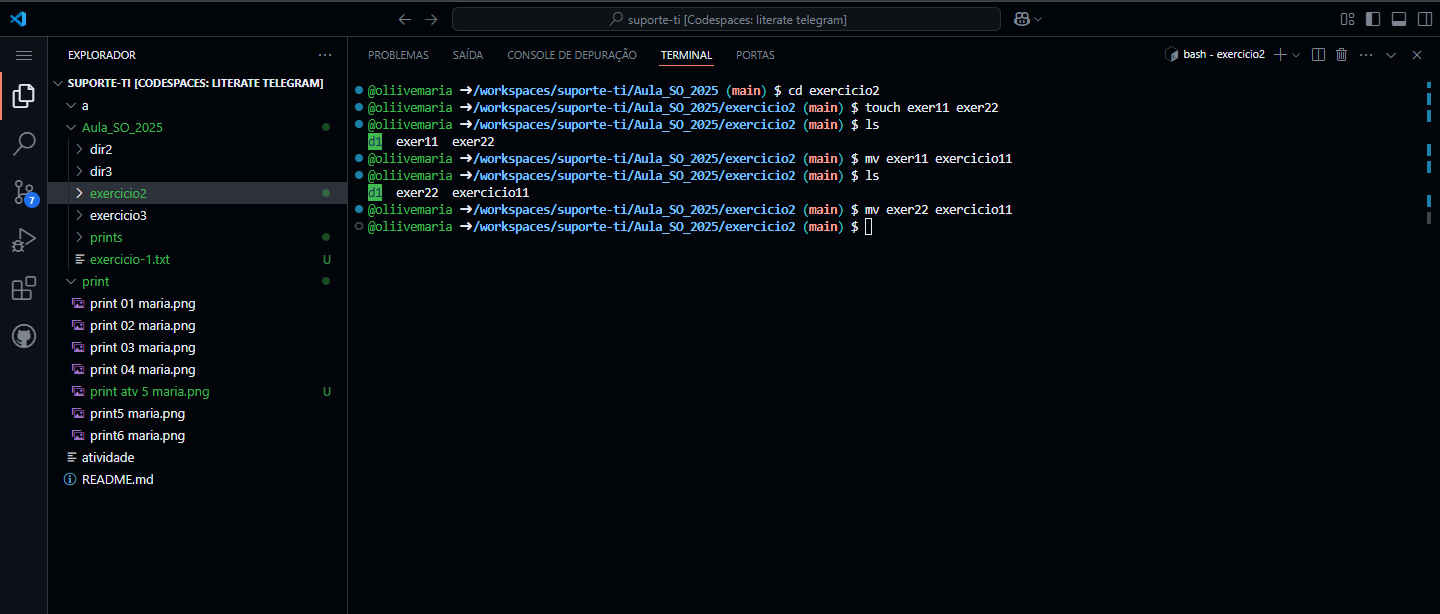 suporte-ti [Codespaces: literate telegram]
EXPLORADOR
SUPORTE-TI [CODESPACES: LITERATE TELEGRAM]
a
Aula_SO_2025
dir2
dir3
exercicio2
exercicio3
prints
exercicio-1.txt U
print
print 01 maria.png
print 02 maria.png
print 03 maria.png
print 04 maria.png
print atv 5 maria.png U
print5 maria.png
print6 maria.png
atividade
README.md
7
PROBLEMAS SAÍDA CONSOLE DE DEPURAÇÃO TERMINAL PORTAS
bash - exercicio2
@oliivemaria ➜/workspaces/suporte-ti/Aula_SO_2025 (main) $ cd exercicio2
@oliivemaria ➜/workspaces/suporte-ti/Aula_SO_2025/exercicio2 (main) $ touch exer11 exer22
@oliivemaria ➜/workspaces/suporte-ti/Aula_SO_2025/exercicio2 (main) $ ls
d1 exer11 exer22
@oliivemaria ➜/workspaces/suporte-ti/Aula_SO_2025/exercicio2 (main) $ mv exer11 exercicio11
@oliivemaria ➜/workspaces/suporte-ti/Aula_SO_2025/exercicio2 (main) $ ls
d1 exer22 exercicio11
@oliivemaria ➜/workspaces/suporte-ti/Aula_SO_2025/exercicio2 (main) $ mv exer22 exercicio11
@oliivemaria ➜/workspaces/suporte-ti/Aula_SO_2025/exercicio2 (main) $